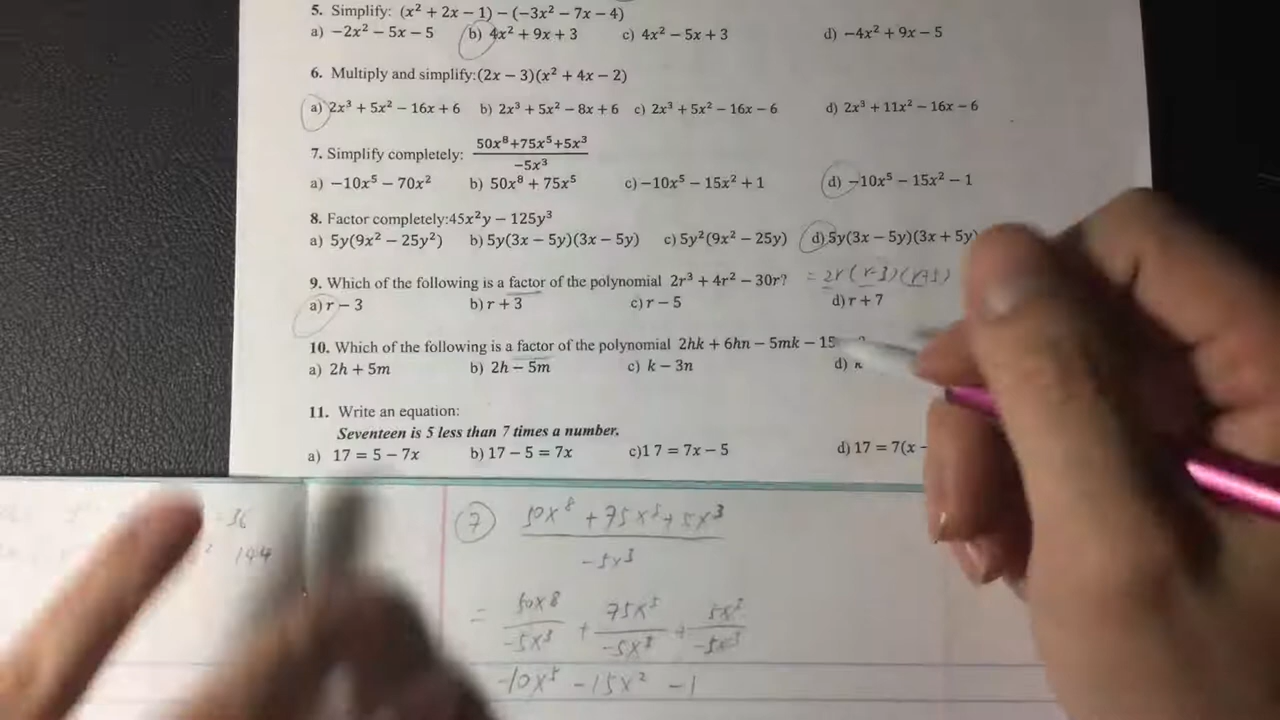 5. Simplify: (x² + 2x − 1) − (−3x² − 7x − 4)
a) −2x² − 5x − 5 b) 4x² + 9x + 3 c) 4x² − 5x + 3 d) −4x² + 9x − 5
6. Multiply and simplify:(2x − 3)(x² + 4x − 2)
a) 2x³ + 5x² − 16x + 6 b) 2x³ + 5x² − 8x + 6 c) 2x³ + 5x² − 16x − 6 d) 2x³ + 11x² − 16x − 6
7. Simplify completely: (50x⁸+75x⁵+5x³)/(−5x³)
a) −10x⁵ − 70x² b) 50x⁸ + 75x⁵ c) −10x⁵ − 15x² + 1 d) −10x⁵ − 15x² − 1
8. Factor completely:45x²y − 125y³
a) 5y(9x² − 25y²) b) 5y(3x − 5y)(3x − 5y) c) 5y²(9x² − 25y) d) 5y(3x − 5y)(3x + 5y)
9. Which of the following is a factor of the polynomial 2r³ + 4r² − 30r? = 2r(r-3)(r+5)
a) r − 3 b) r + 3 c) r − 5 d) r + 7
10. Which of the following is a factor of the polynomial 2hk + 6hn − 5mk − 15
a) 2h + 5m b) 2h − 5m c) k − 3n d)
11. Write an equation:
Seventeen is 5 less than 7 times a number.
a) 17 = 5 − 7x b) 17 − 5 = 7x c)17 = 7x − 5 d) 17 = 7(x −
7 50x⁸ + 75x⁵ + 5x³
-5x³
= 50x8/-5x³ + 75x⁵/-5x³ + 5x³/-5x³
-10x⁵ - 15x² - 1
=36
144